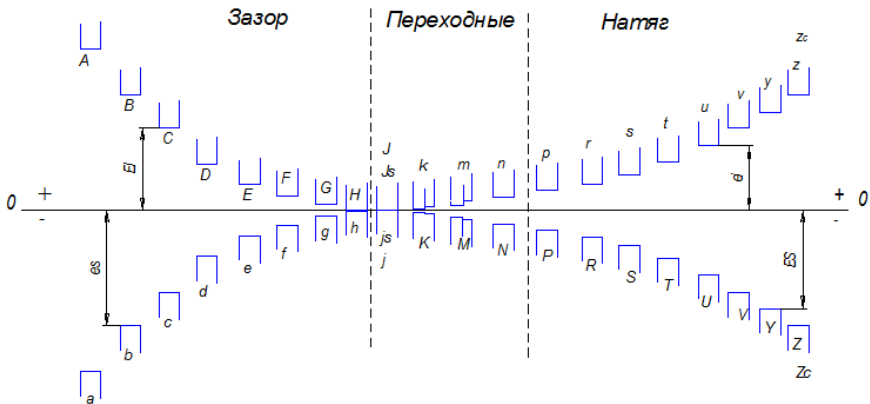 Зазор Переходные Натяг
A B C D E F G H J Js k m n p r s t u v y z zc
EI ei
0 + - + - 0
es ES
a b c d e f g h js j K M N P R S T U V Y Z Zc